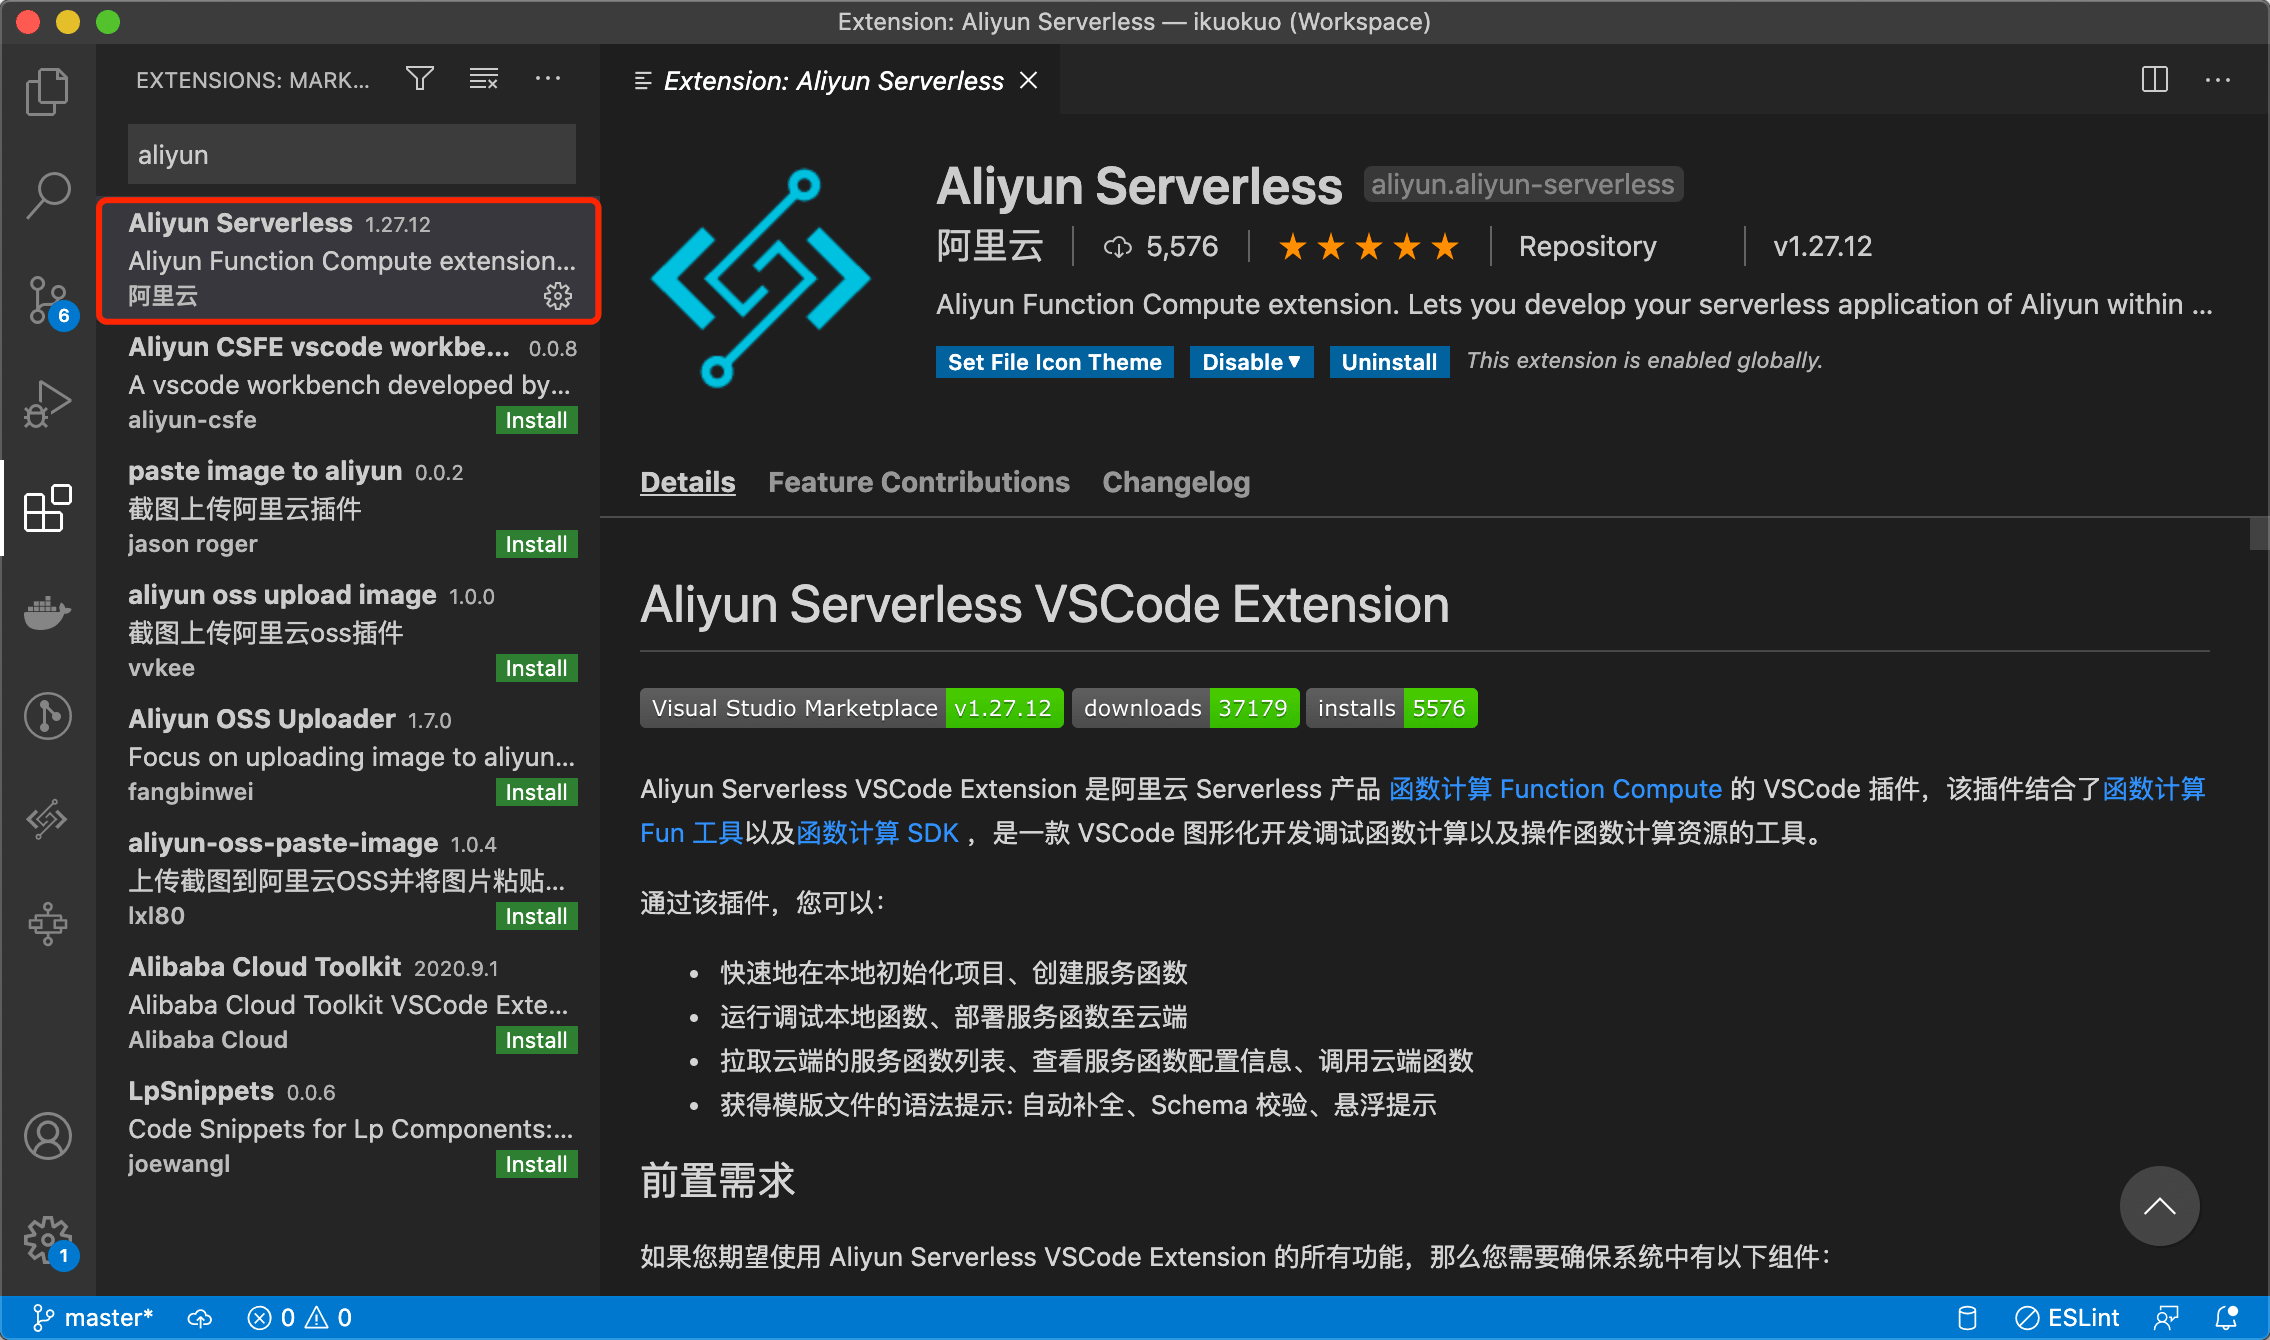 Extension: Aliyun Serverless — ikuokuo (Workspace)
EXTENSIONS: MARK...
aliyun
Aliyun Serverless 1.27.12
Aliyun Function Compute extension...
阿里云
Aliyun CSFE vscode workbe... 0.0.8
A vscode workbench developed by...
aliyun-csfe Install
paste image to aliyun 0.0.2
截图上传阿里云插件
jason roger Install
aliyun oss upload image 1.0.0
截图上传阿里云oss插件
vvkee Install
Aliyun OSS Uploader 1.7.0
Focus on uploading image to aliyun...
fangbinwei Install
aliyun-oss-paste-image 1.0.4
上传截图到阿里云OSS并将图片粘贴...
lxl80 Install
Alibaba Cloud Toolkit 2020.9.1
Alibaba Cloud Toolkit VSCode Exte...
Alibaba Cloud Install
LpSnippets 0.0.6
Code Snippets for Lp Components:...
joewangl Install
6
1
Extension: Aliyun Serverless
Aliyun Serverless aliyun.aliyun-serverless
阿里云 5,576 ★★★★★ Repository v1.27.12
Aliyun Function Compute extension. Lets you develop your serverless application of Aliyun within ...
Set File Icon Theme Disable▼ Uninstall This extension is enabled globally.
Details Feature Contributions Changelog
Aliyun Serverless VSCode Extension
Visual Studio Marketplace v1.27.12 downloads 37179 installs 5576
Aliyun Serverless VSCode Extension 是阿里云 Serverless 产品 函数计算 Function Compute 的 VSCode 插件，该插件结合了函数计算
Fun 工具以及函数计算 SDK ，是一款 VSCode 图形化开发调试函数计算以及操作函数计算资源的工具。
通过该插件，您可以：
• 快速地在本地初始化项目、创建服务函数
• 运行调试本地函数、部署服务函数至云端
• 拉取云端的服务函数列表、查看服务函数配置信息、调用云端函数
• 获得模版文件的语法提示: 自动补全、Schema 校验、悬浮提示
前置需求
如果您期望使用 Aliyun Serverless VSCode Extension 的所有功能，那么您需要确保系统中有以下组件：
master* 0 0 ESLint